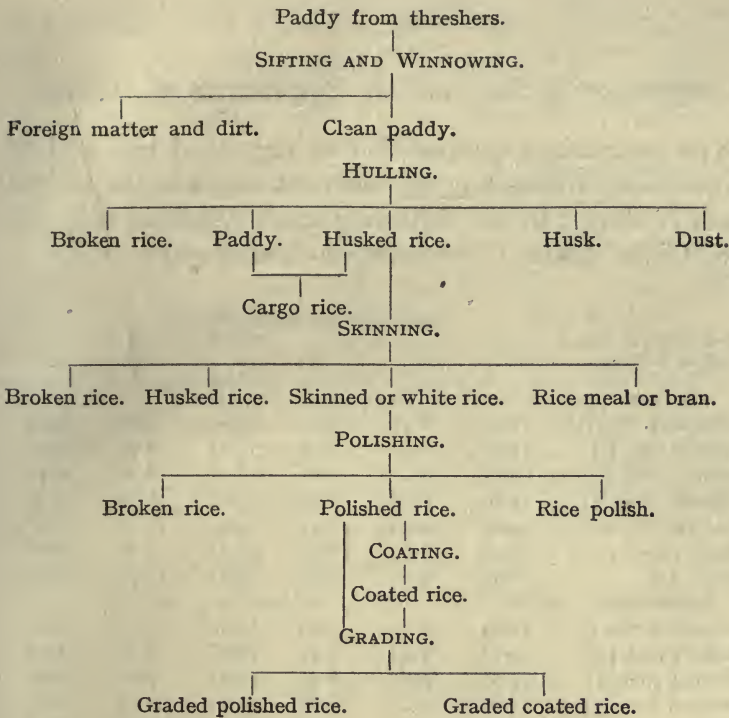 Paddy from threshers.
SIFTING AND WINNOWING.
Foreign matter and dirt. Clean paddy.
HULLING.
Broken rice. Paddy. Husked rice. Husk. Dust.
Cargo rice.
SKINNING.
Broken rice. Husked rice. Skinned or white rice. Rice meal or bran.
POLISHING.
Broken rice. Polished rice. Rice polish.
COATING.
Coated rice.
GRADING.
Graded polished rice. Graded coated rice.